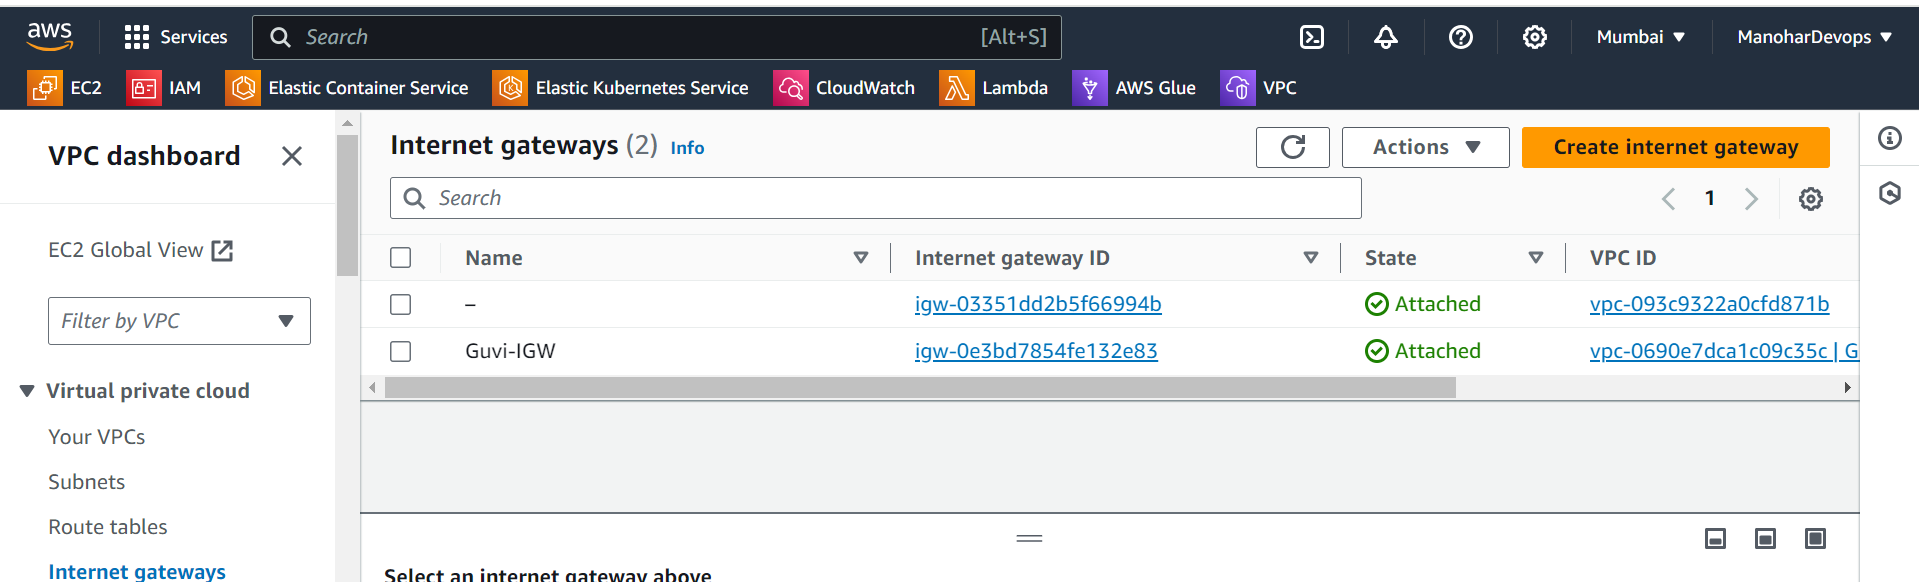 aws Services Search [Alt+S] Mumbai ManoharDevops
EC2 IAM Elastic Container Service Elastic Kubernetes Service CloudWatch Lambda AWS Glue VPC
VPC dashboard
EC2 Global View
Filter by VPC
Virtual private cloud
Your VPCs
Subnets
Route tables
Internet gateways
Internet gateways (2) Info
Actions
Create internet gateway
Search
1
Name Internet gateway ID State VPC ID
– igw-03351dd2b5f66994b Attached vpc-093c9322a0cfd871b
Guvi-IGW igw-0e3bd7854fe132e83 Attached vpc-0690e7dca1c09c35c | G
Select an internet gateway above